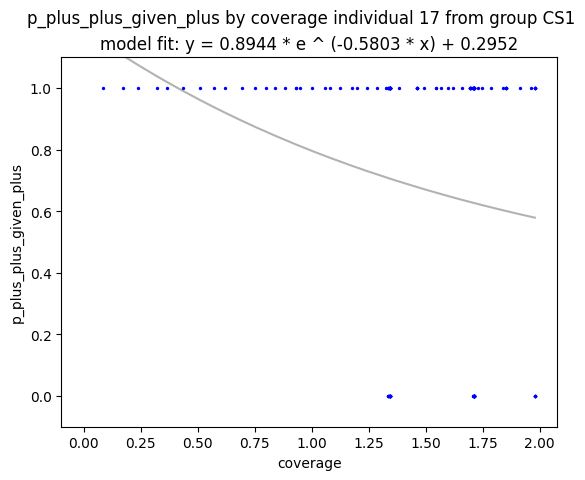 p_plus_plus_given_plus by coverage individual 17 from group CS1
model fit: y = 0.8944 * e ^ (-0.5803 * x) + 0.2952
1.0
0.8
0.6
0.4
0.2
0.0
p_plus_plus_given_plus
0.00 0.25 0.50 0.75 1.00 1.25 1.50 1.75 2.00
coverage